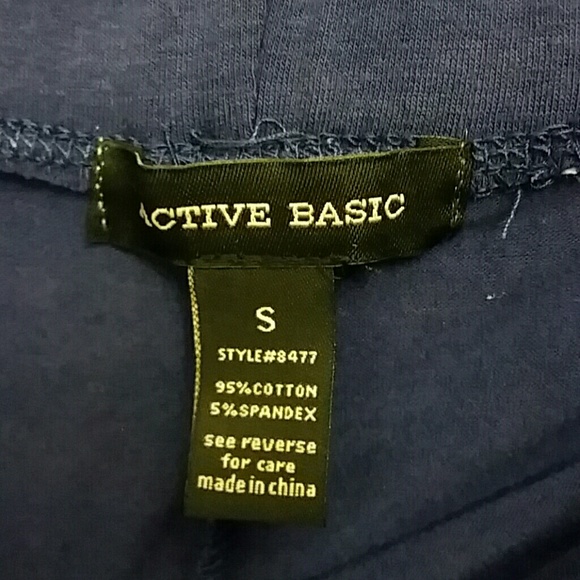 ACTIVE BASIC
S
STYLE#8477
95%COTTON
5%SPANDEX
see reverse
for care
made in china